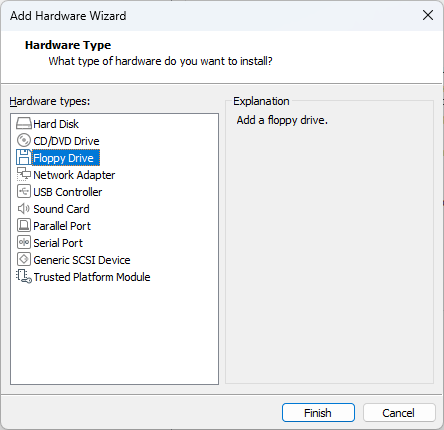 Add Hardware Wizard
Hardware Type
What type of hardware do you want to install?
Hardware types:
Hard Disk
CD/DVD Drive
Floppy Drive
Network Adapter
USB Controller
Sound Card
Parallel Port
Serial Port
Generic SCSI Device
Trusted Platform Module
Explanation
Add a floppy drive.
Finish
Cancel